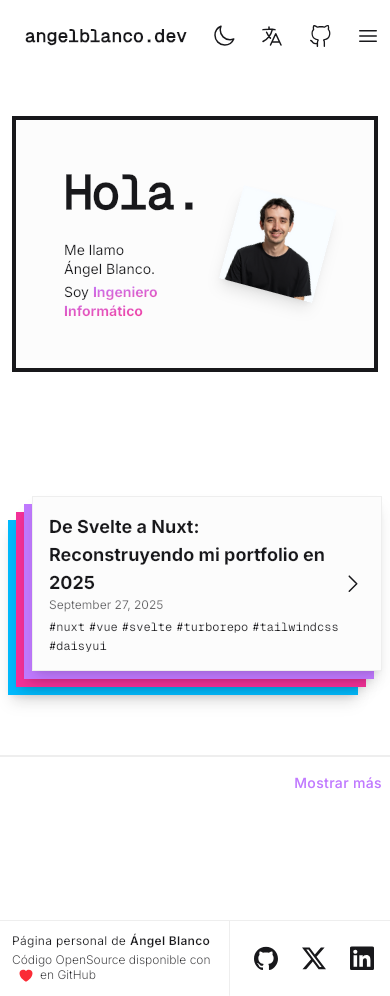 angelblanco.dev
Hola.
Me llamo
Ángel Blanco.
Soy Ingeniero
Informático
De Svelte a Nuxt:
Reconstruyendo mi portfolio en
2025
September 27, 2025
#nuxt #vue #svelte #turborepo #tailwindcss
#daisyui
Mostrar más
Página personal de Ángel Blanco
Código OpenSource disponible con
❤️ en GitHub